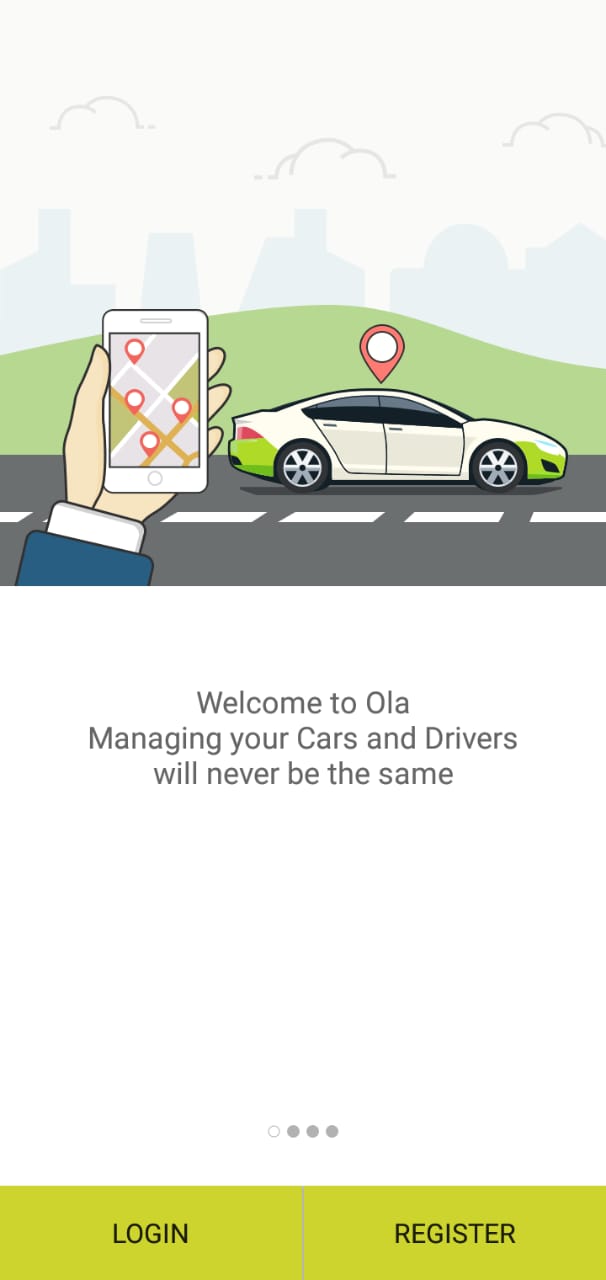 Welcome to Ola
Managing your Cars and Drivers
will never be the same
LOGIN
REGISTER